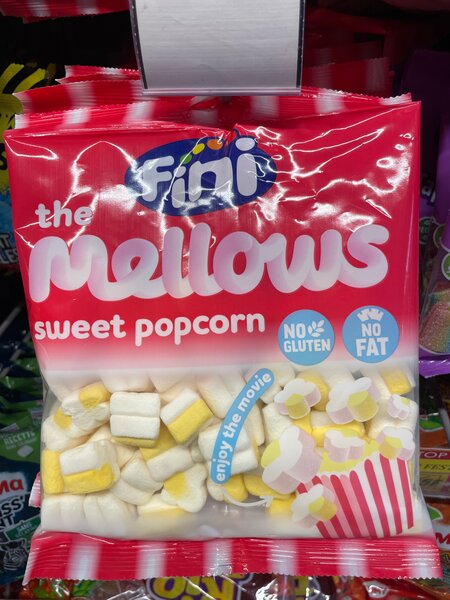 fini
the
Mellows
sweet popcorn
NO
GLUTEN
NO
FAT
enjoy the movie